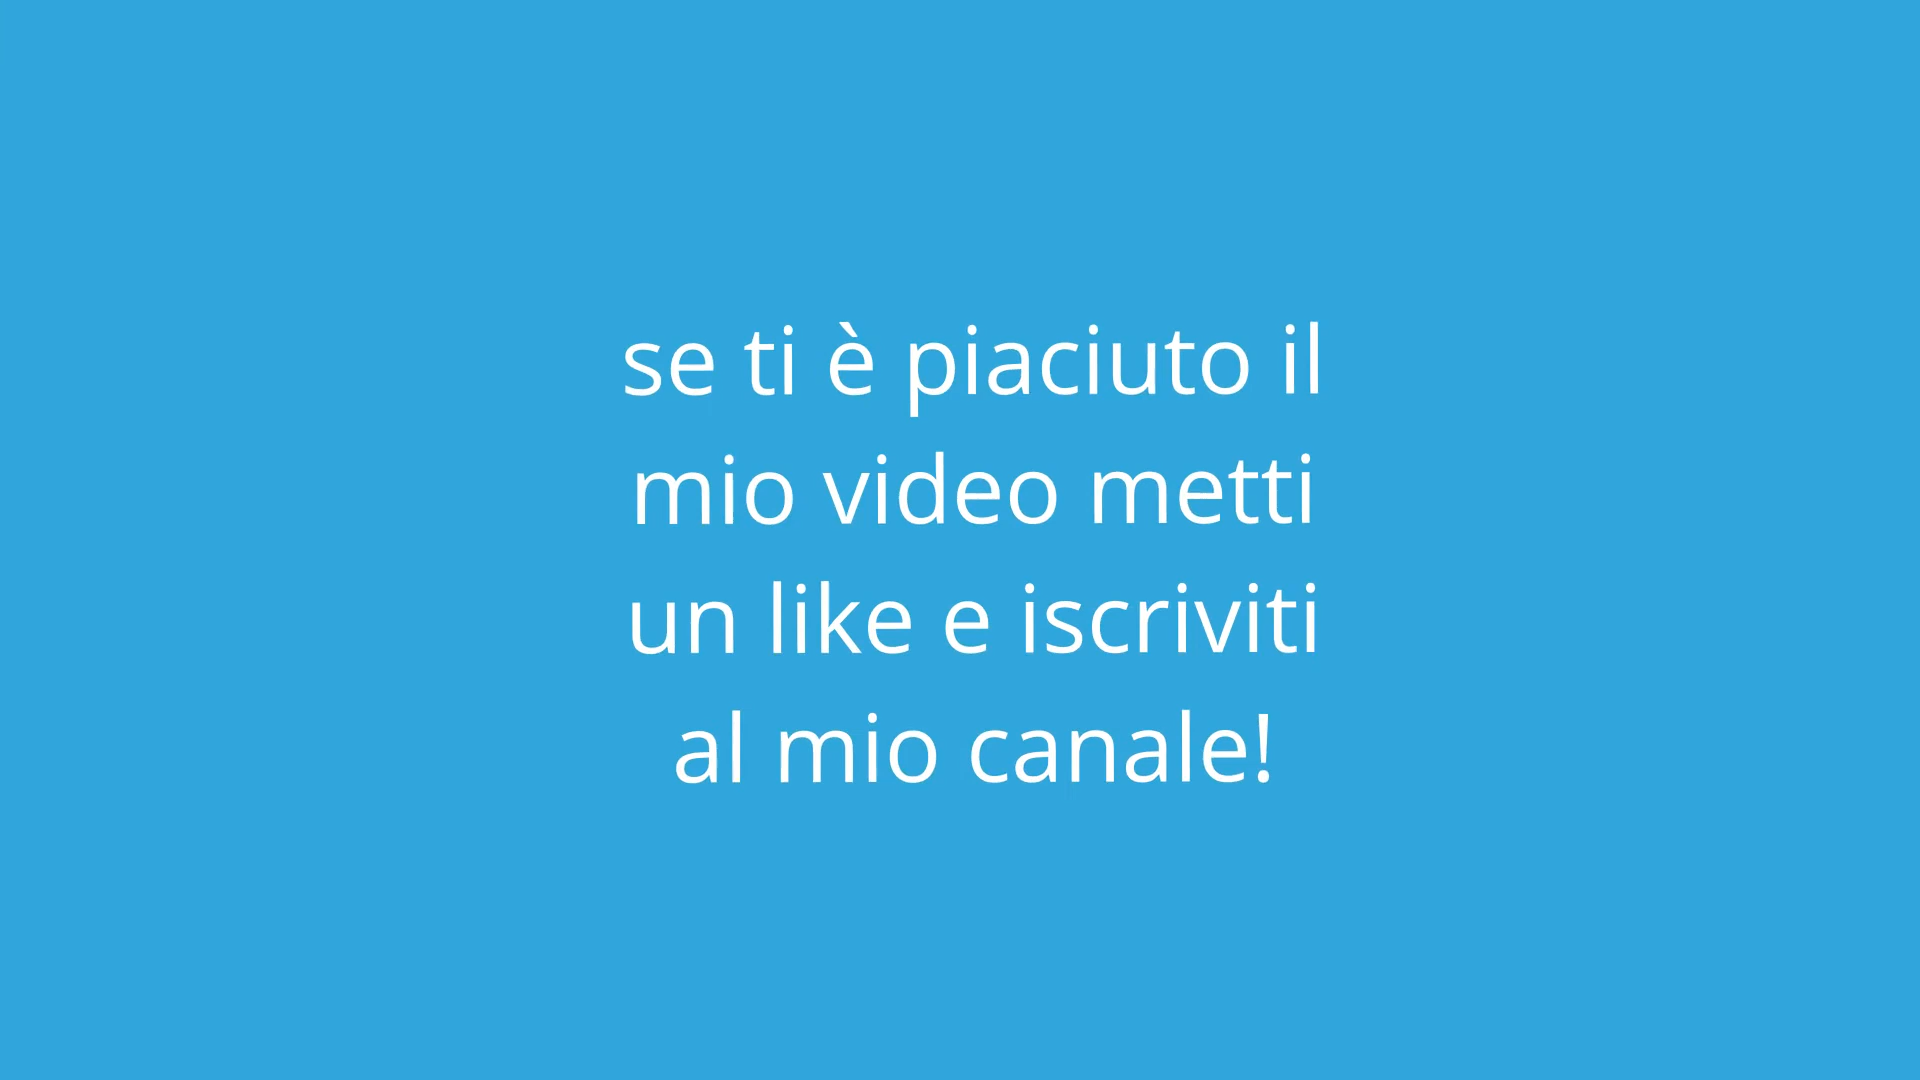 se ti è piaciuto il
mio video metti
un like e iscriviti
al mio canale!